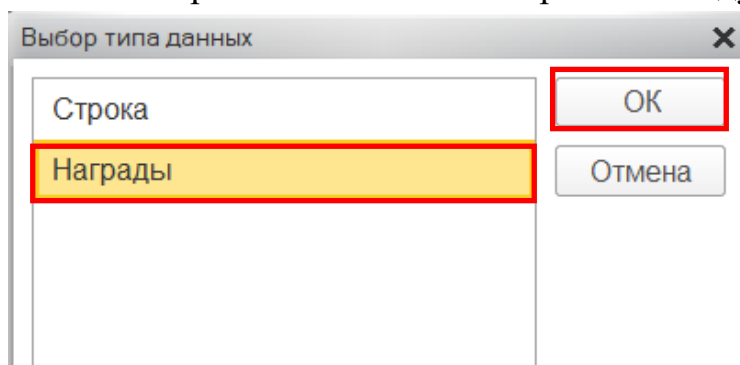 Выбор типа данных
Строка
ОК
Награды
Отмена